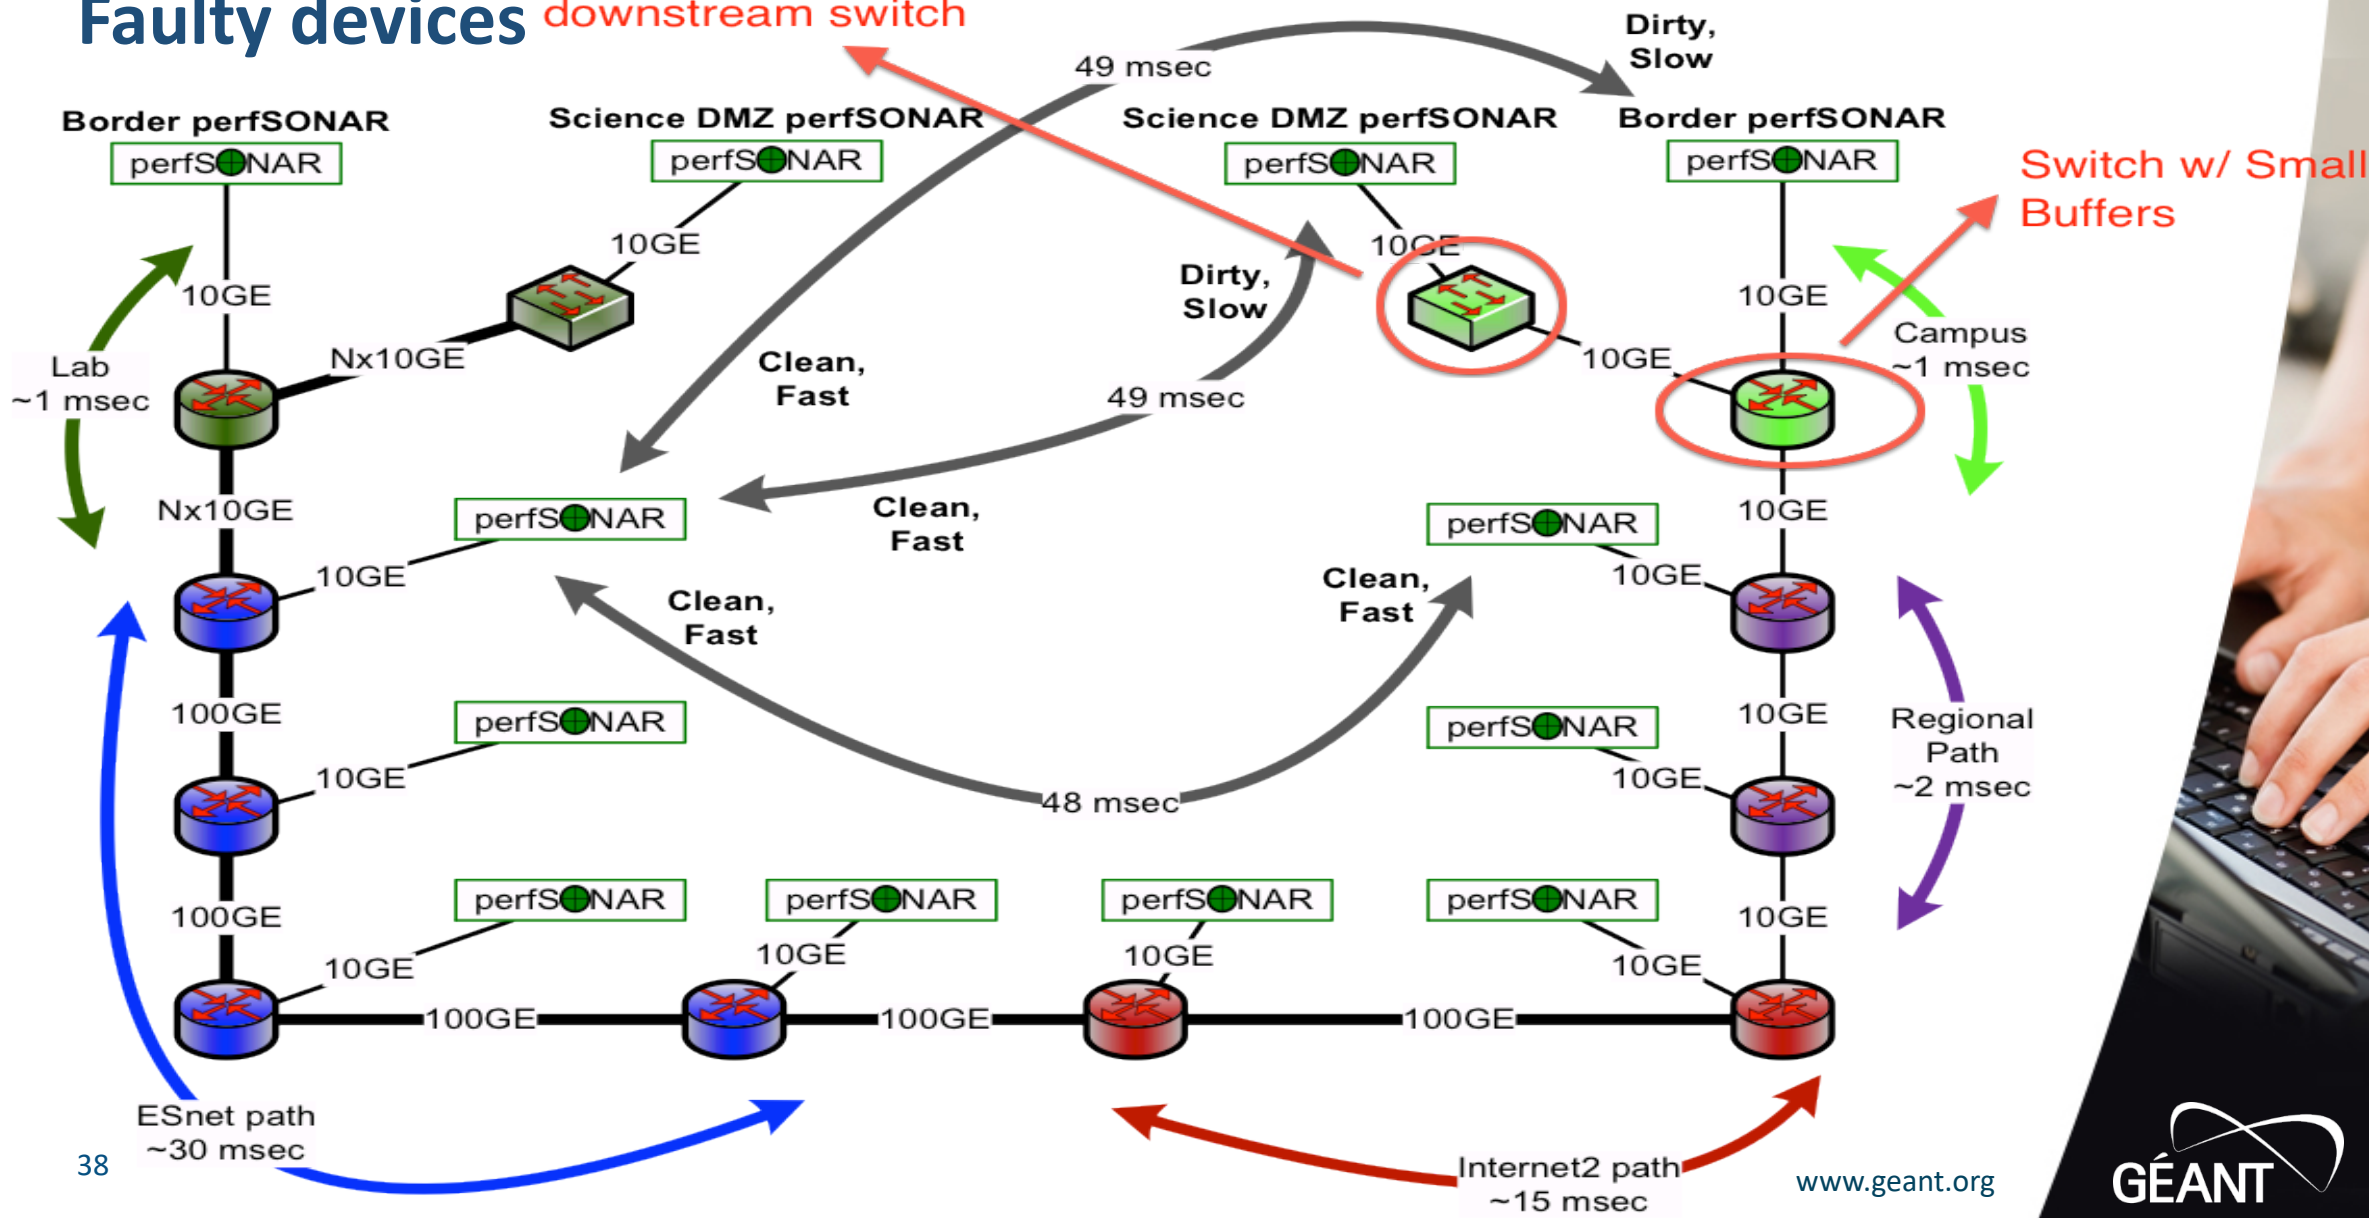 Faulty devices
downstream switch
Dirty,
Slow
49 msec
Border perfSONAR
Science DMZ perfSONAR
Science DMZ perfSONAR
Border perfSONAR
perfSONAR
perfSONAR
perfSONAR
perfSONAR
Switch w/ Small
Buffers
10GE
10GE
Dirty,
Slow
10GE
10GE
Campus
~1 msec
Lab
~1 msec
Nx10GE
Clean,
Fast
10GE
49 msec
Nx10GE
perfSONAR
Clean,
Fast
perfSONAR
10GE
10GE
Clean,
Fast
Clean,
Fast
10GE
100GE
perfSONAR
perfSONAR
10GE
Regional
Path
~2 msec
10GE
10GE
48 msec
100GE
perfSONAR
perfSONAR
perfSONAR
perfSONAR
10GE
10GE
10GE
10GE
10GE
100GE
100GE
100GE
ESnet path
~30 msec
Internet2 path
~15 msec
38
www.geant.org
GÉANT